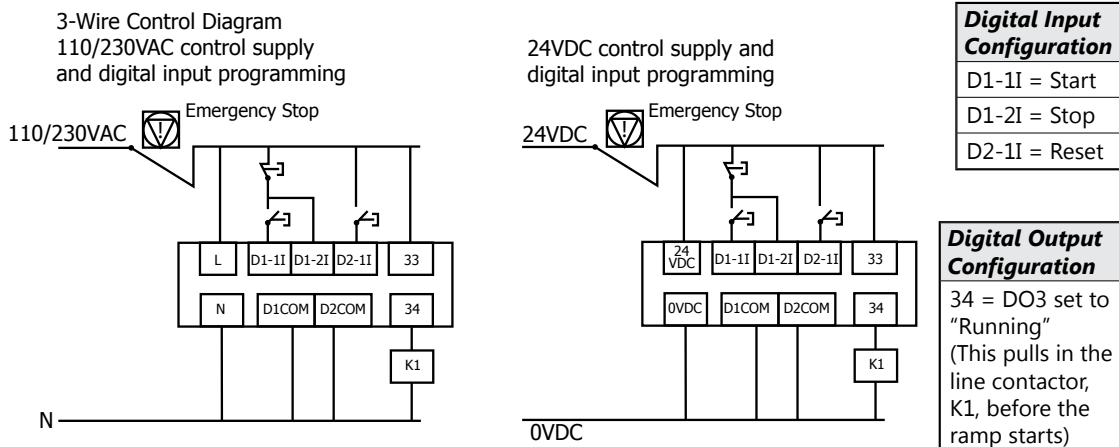 3-Wire Control Diagram
110/230VAC control supply
and digital input programming
Emergency Stop
110/230VAC
L
D1-1I
D1-2I
D2-1I
33
N
D1COM
D2COM
34
K1
N
24VDC control supply and
digital input programming
Emergency Stop
24VDC
24
VDC
D1-1I
D1-2I
D2-1I
33
0VDC
D1COM
D2COM
34
K1
0VDC
Digital Input
Configuration
D1-1I = Start
D1-2I = Stop
D2-1I = Reset
Digital Output
Configuration
34 = DO3 set to
“Running”
(This pulls in the
line contactor,
K1, before the
ramp starts)